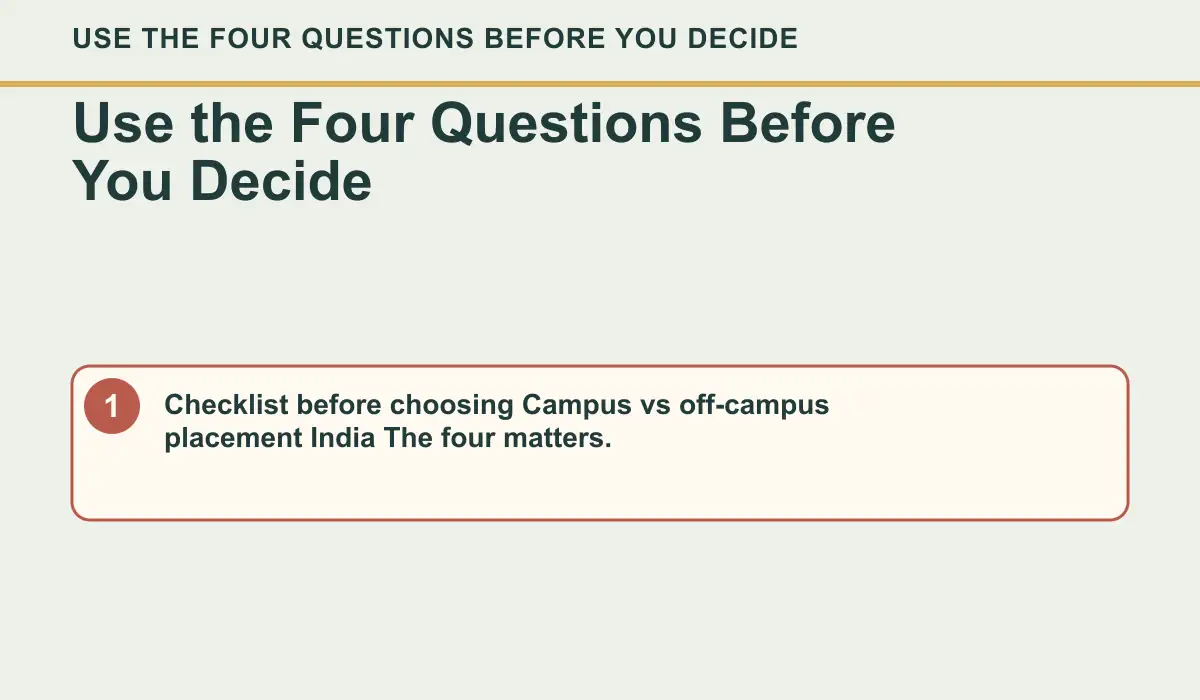 USE THE FOUR QUESTIONS BEFORE YOU DECIDE
Use the Four Questions Before
You Decide
1
Checklist before choosing Campus vs off-campus
placement India The four matters.